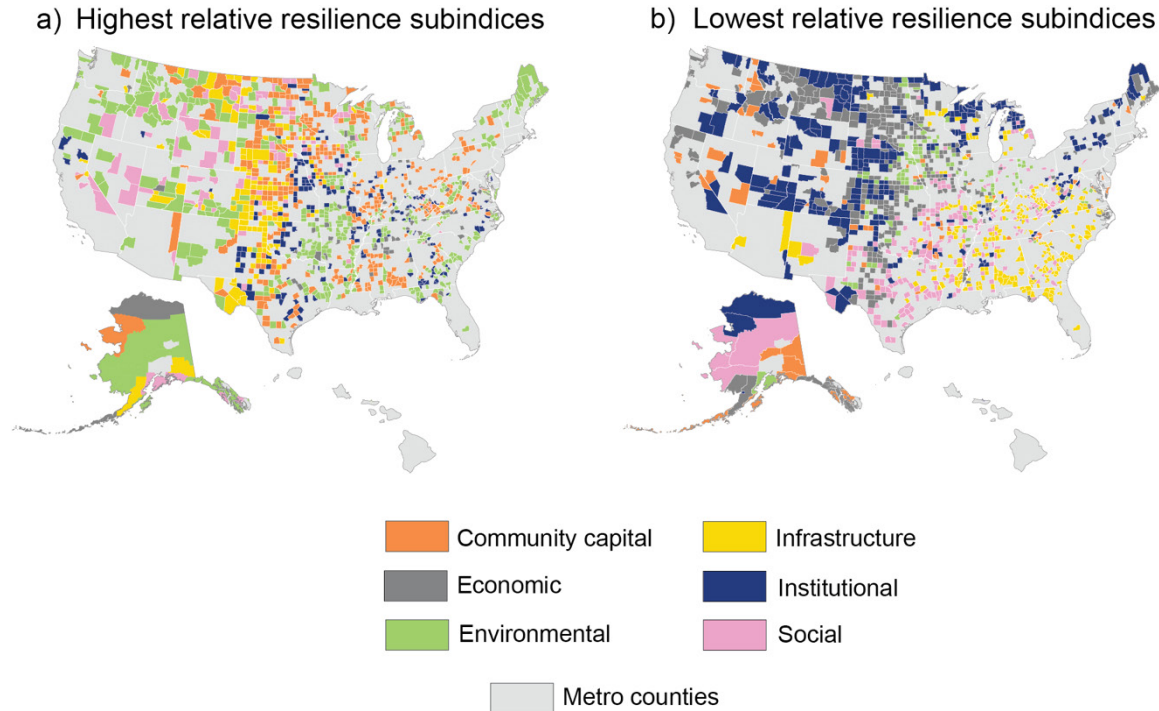 a) Highest relative resilience subindices
b) Lowest relative resilience subindices
Community capital
Infrastructure
Economic
Institutional
Environmental
Social
Metro counties